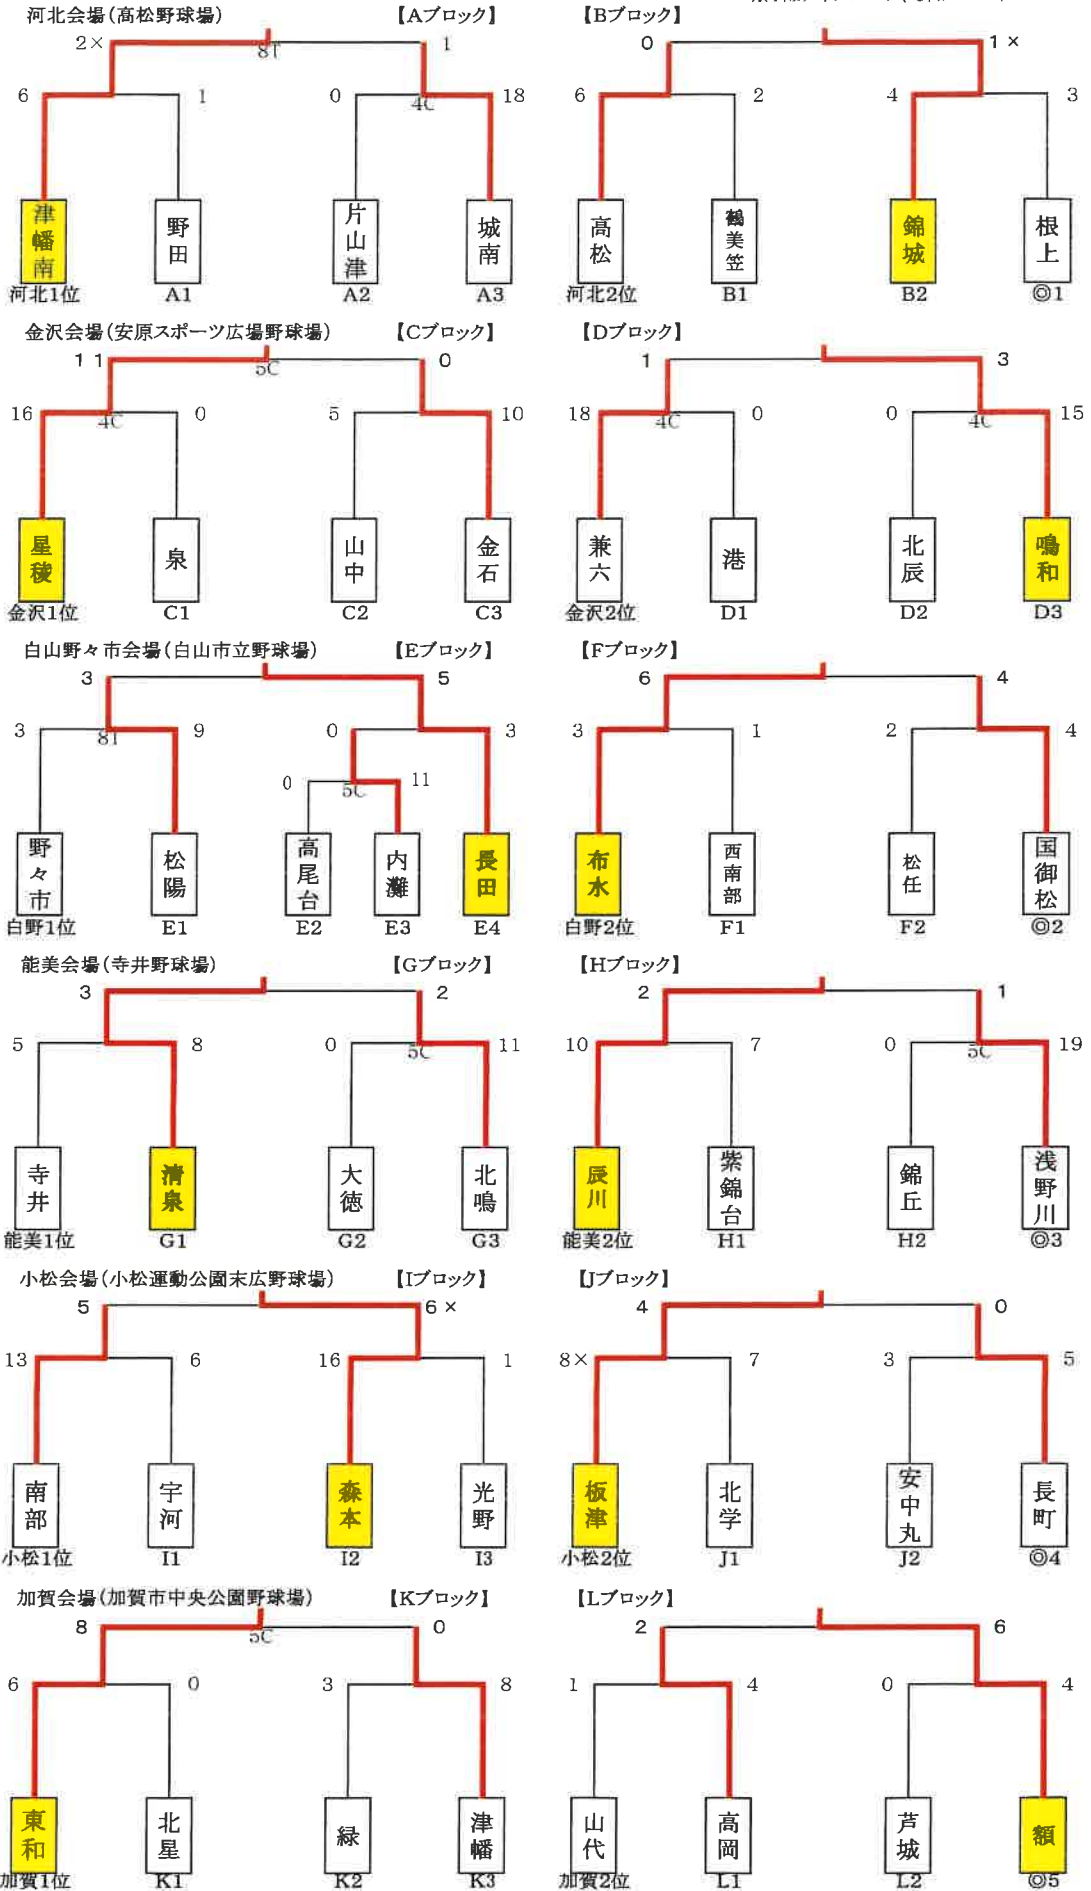 河北会場(高松野球場) 【Aブロック】 【Bブロック】
2× 8T 1 0 1×
6 1 0 4C 18 6 2 4 3
津幡南 野田 片山津 城南 高松 鶴美笠 錦城 根上
河北1位 A1 A2 A3 河北2位 B1 B2 ◎1
金沢会場(安原スポーツ広場野球場) 【Cブロック】 【Dブロック】
11 5C 0 1 3
16 4C 0 5 10 18 4C 0 0 4C 15
星稜 泉 山中 金石 兼六 港 北辰 鳴和
金沢1位 C1 C2 C3 金沢2位 D1 D2 D3
白山野々市会場(白山市立野球場) 【Eブロック】 【Fブロック】
3 5 6 4
3 8T 9 0 3 3 1 2 4
0 5C 11
野々市 松陽 高尾台 内灘 長田 布水 西南部 松任 国御松
白野1位 E1 E2 E3 E4 白野2位 F1 F2 ◎2
能美会場(寺井野球場) 【Gブロック】 【Hブロック】
3 2 2 1
5 8 0 5C 11 10 7 0 5C 19
寺井 清泉 大徳 北鳴 辰川 紫錦台 錦丘 浅野川
能美1位 G1 G2 G3 能美2位 H1 H2 ◎3
小松会場(小松運動公園末広野球場) 【Iブロック】 【Jブロック】
5 6× 4 0
13 6 16 1 8× 7 3 5
南部 宇河 森本 光野 板津 北学 安中丸 長町
小松1位 I1 I2 I3 小松2位 J1 J2 ◎4
加賀会場(加賀市中央公園野球場) 【Kブロック】 【Lブロック】
8 5C 0 2 6
6 0 3 8 1 4 0 4
東和 北星 緑 津幡 山代 高岡 芦城 額
加賀1位 K1 K2 K3 加賀2位 L1 L2 ◎5